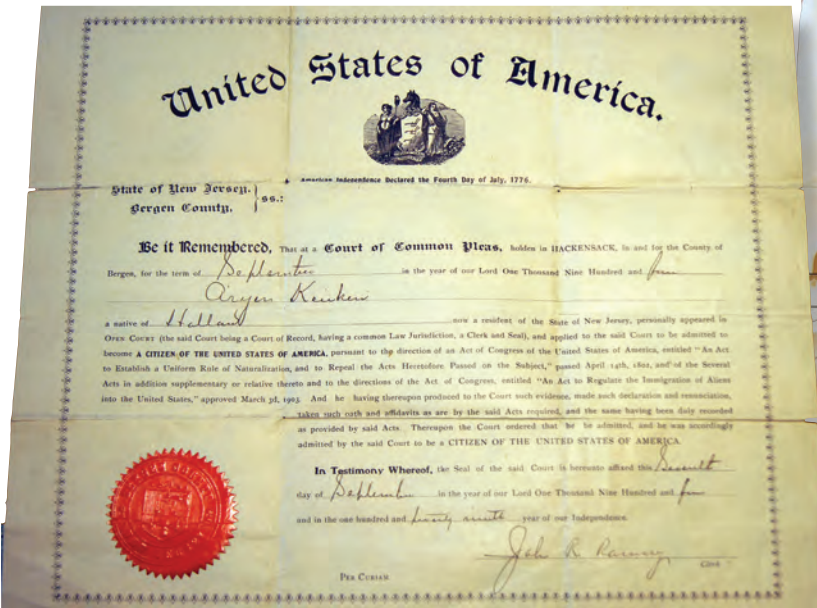 United States of America.
American Independence Declared the Fourth Day of July, 1776.
State of New Jersey. } ss.:
Bergen County,
Be it Remembered, That at a Court of Common Pleas, holden in HACKENSACK, in and for the County of
Bergen, for the term of September in the year of our Lord One Thousand Nine Hundred and four
Aryen Keuken
a native of Holland now a resident of the State of New Jersey, personally appeared in
OPEN COURT (the said Court being a Court of Record, having a common Law Jurisdiction, a Clerk and Seal), and applied to the said Court to be admitted to
become A CITIZEN OF THE UNITED STATES OF AMERICA, pursuant to the direction of an Act of Congress of the United States of America, entitled "An Act
to Establish a Uniform Rule of Naturalization, and to Repeal the Acts Heretofore Passed on the Subject," passed April 14th, 1802, and of the Several
Acts in addition supplementary or relative thereto and to the directions of the Act of Congress, entitled "An Act to Regulate the Immigration of Aliens
into the United States," approved March 3d, 1903. And he having thereupon produced to the Court such evidence, made such declaration and renunciation,
taken such oath and affidavits as are by the said Acts required, and the same having been duly recorded
as provided by said Acts. Thereupon the Court ordered that he be admitted, and he was accordingly
admitted by the said Court to be a CITIZEN OF THE UNITED STATES OF AMERICA.
In Testimony Whereof, the Seal of the said Court is hereunto affixed this Seventh
day of September in the year of our Lord One Thousand Nine Hundred and four
and in the one hundred and twenty ninth year of our Independence.
John R Ramsey
Clerk
PER CURIAM